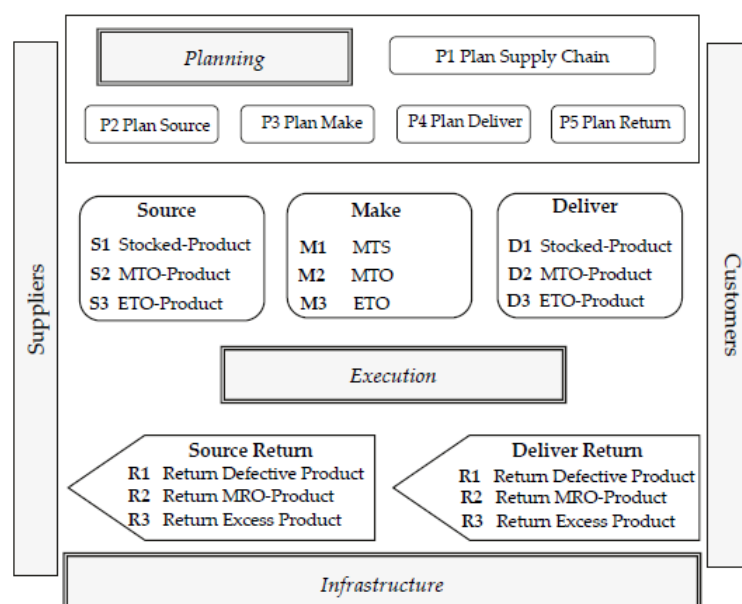 Planning
P1 Plan Supply Chain
P2 Plan Source
P3 Plan Make
P4 Plan Deliver
P5 Plan Return
Suppliers
Source
S1 Stocked-Product
S2 MTO-Product
S3 ETO-Product
Make
M1 MTS
M2 MTO
M3 ETO
Deliver
D1 Stocked-Product
D2 MTO-Product
D3 ETO-Product
Customers
Execution
Source Return
R1 Return Defective Product
R2 Return MRO-Product
R3 Return Excess Product
Deliver Return
R1 Return Defective Product
R2 Return MRO-Product
R3 Return Excess Product
Infrastructure